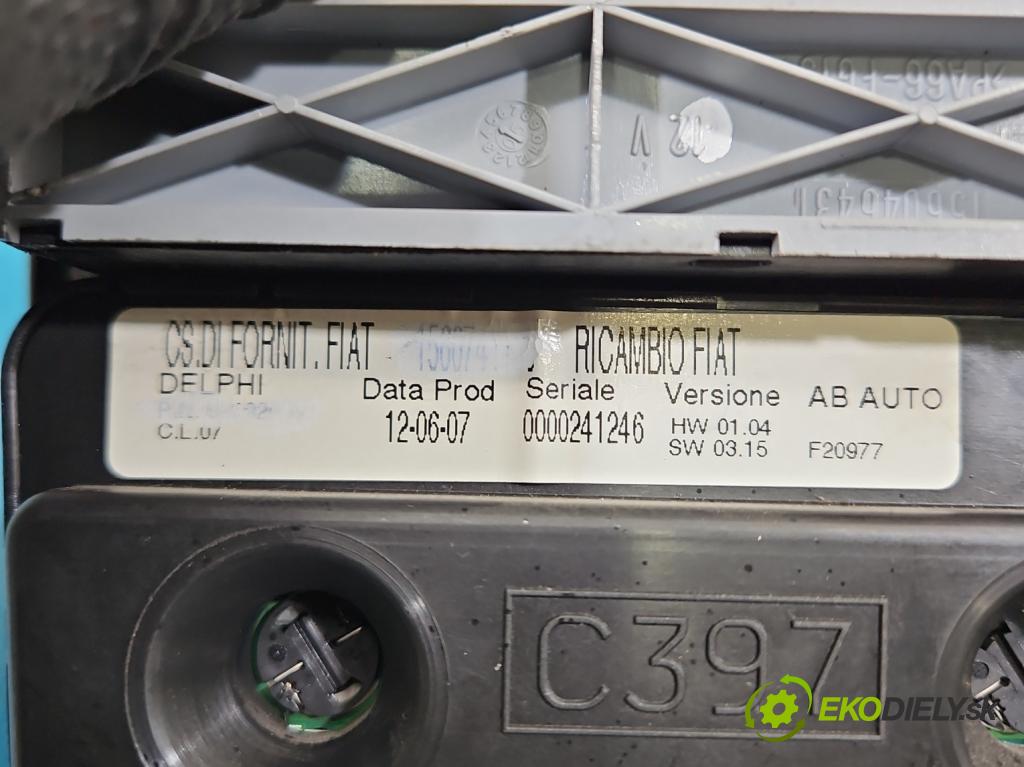 12 V
CS.DI FORNIT. FIAT RICAMBIO FIAT
DELPHI Data Prod Seriale Versione AB AUTO
C.L.07 12-06-07 0000241246 HW 01.04
SW 03.15 F20977
C397
EKODIELY.SK